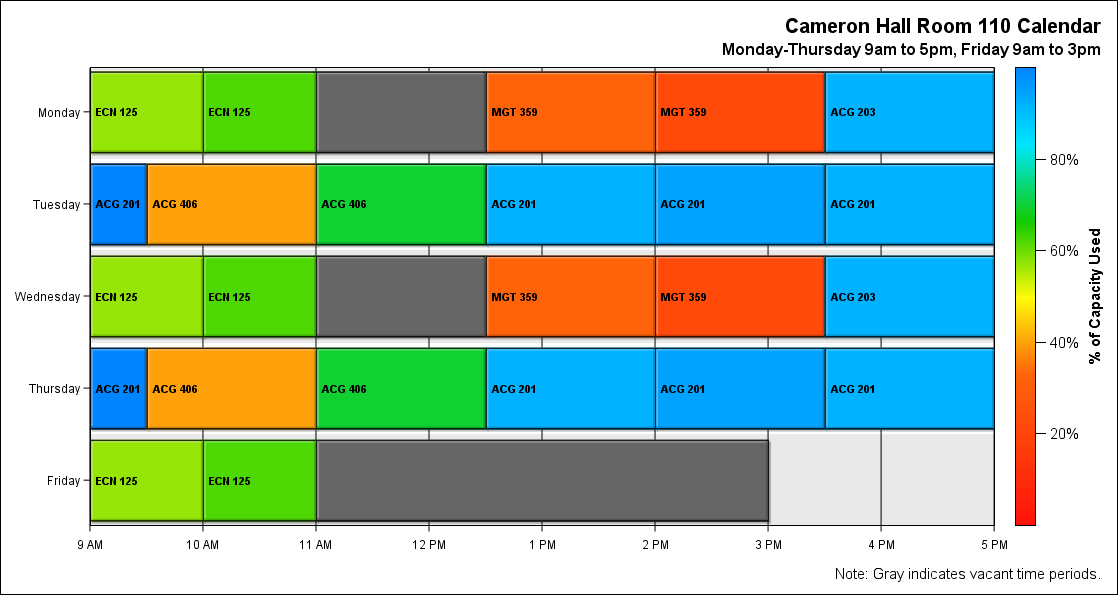 Cameron Hall Room 110 Calendar
Monday-Thursday 9am to 5pm, Friday 9am to 3pm
Monday
ECN 125
ECN 125
MGT 359
MGT 359
ACG 203
Tuesday
ACG 201
ACG 406
ACG 406
ACG 201
ACG 201
ACG 201
Wednesday
ECN 125
ECN 125
MGT 359
MGT 359
ACG 203
Thursday
ACG 201
ACG 406
ACG 406
ACG 201
ACG 201
ACG 201
Friday
ECN 125
ECN 125
9 AM
10 AM
11 AM
12 PM
1 PM
2 PM
3 PM
4 PM
5 PM
80%
60%
40%
20%
% of Capacity Used
Note: Gray indicates vacant time periods.